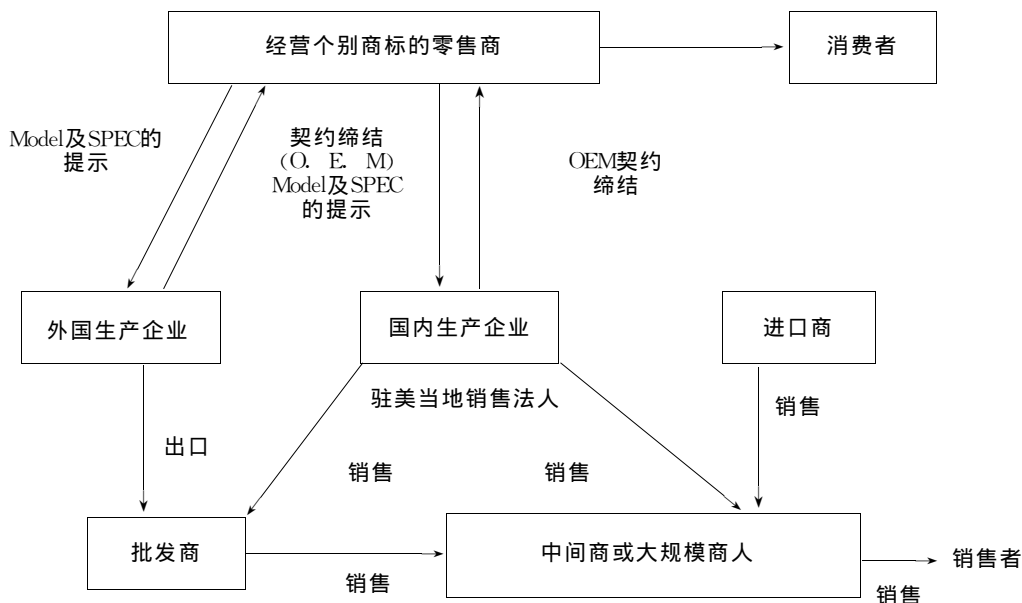 经营个别商标的零售商
消费者
Model及SPEC的
提示
契约缔结
(O. E. M)
Model及SPEC
的提示
OEM契约
缔结
外国生产企业
国内生产企业
进口商
驻美当地销售法人
销售
出口
销售
销售
批发商
中间商或大规模商人
销售者
销售
销售